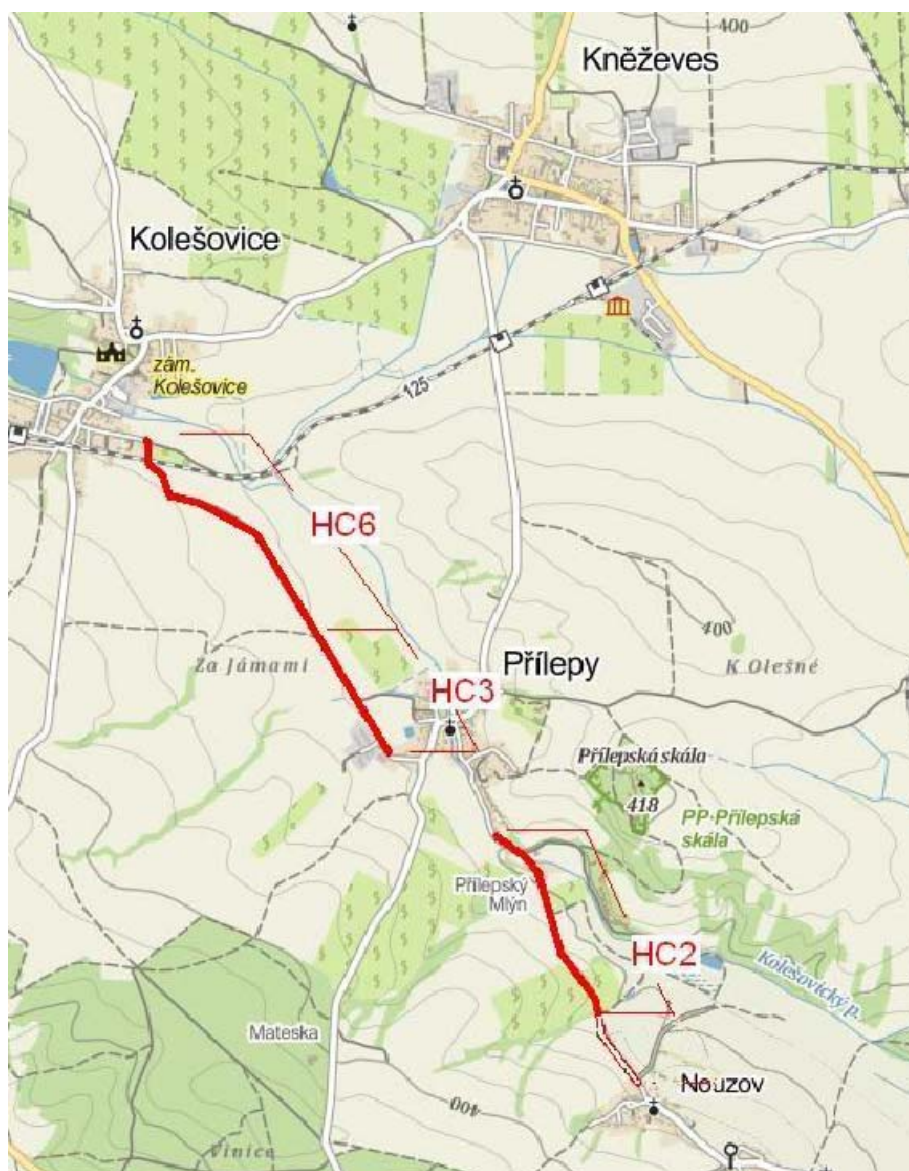 400
Kněževes
Kolešovice
zám.
Kolešovice
125
HC6
400
Za Jámami
Přílepy
K Olešné
HC3
Přílepská skála
418
PP-Přílepská
skála
Přílepský
Mlýn
HC2
Kolešovický p.
Mateska
Nouzov
400
Vinice